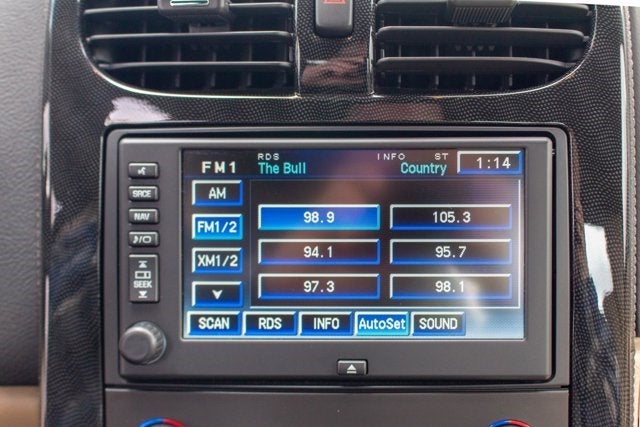 RDS INFO ST
FM1 The Bull Country 1:14
AM
98.9 105.3
FM1/2
94.1 95.7
XM1/2
97.3 98.1
SCAN RDS INFO AutoSet SOUND
SRCE
NAV
SEEK